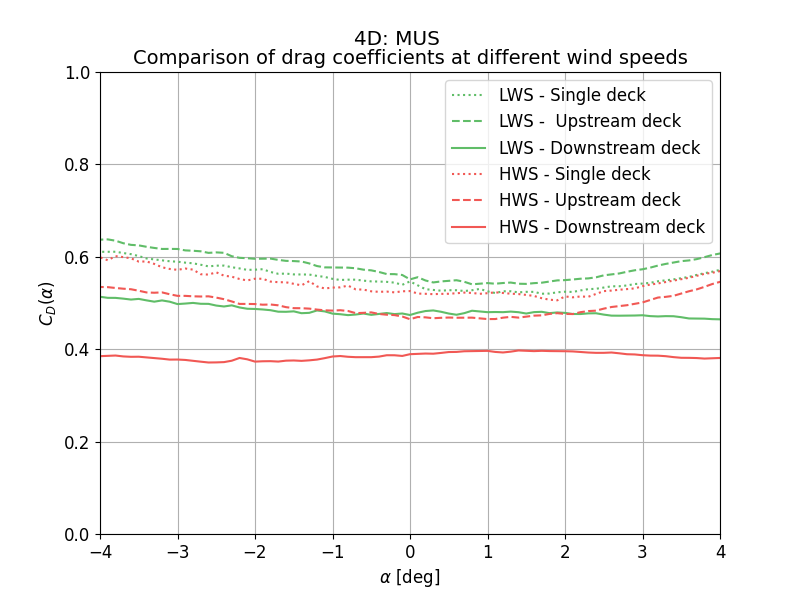 4D: MUS
Comparison of drag coefficients at different wind speeds
1.0
0.8
0.6
0.4
0.2
0.0
C_D(α)
LWS - Single deck
LWS -  Upstream deck
LWS - Downstream deck
HWS - Single deck
HWS - Upstream deck
HWS - Downstream deck
−4 −3 −2 −1 0 1 2 3 4
α [deg]